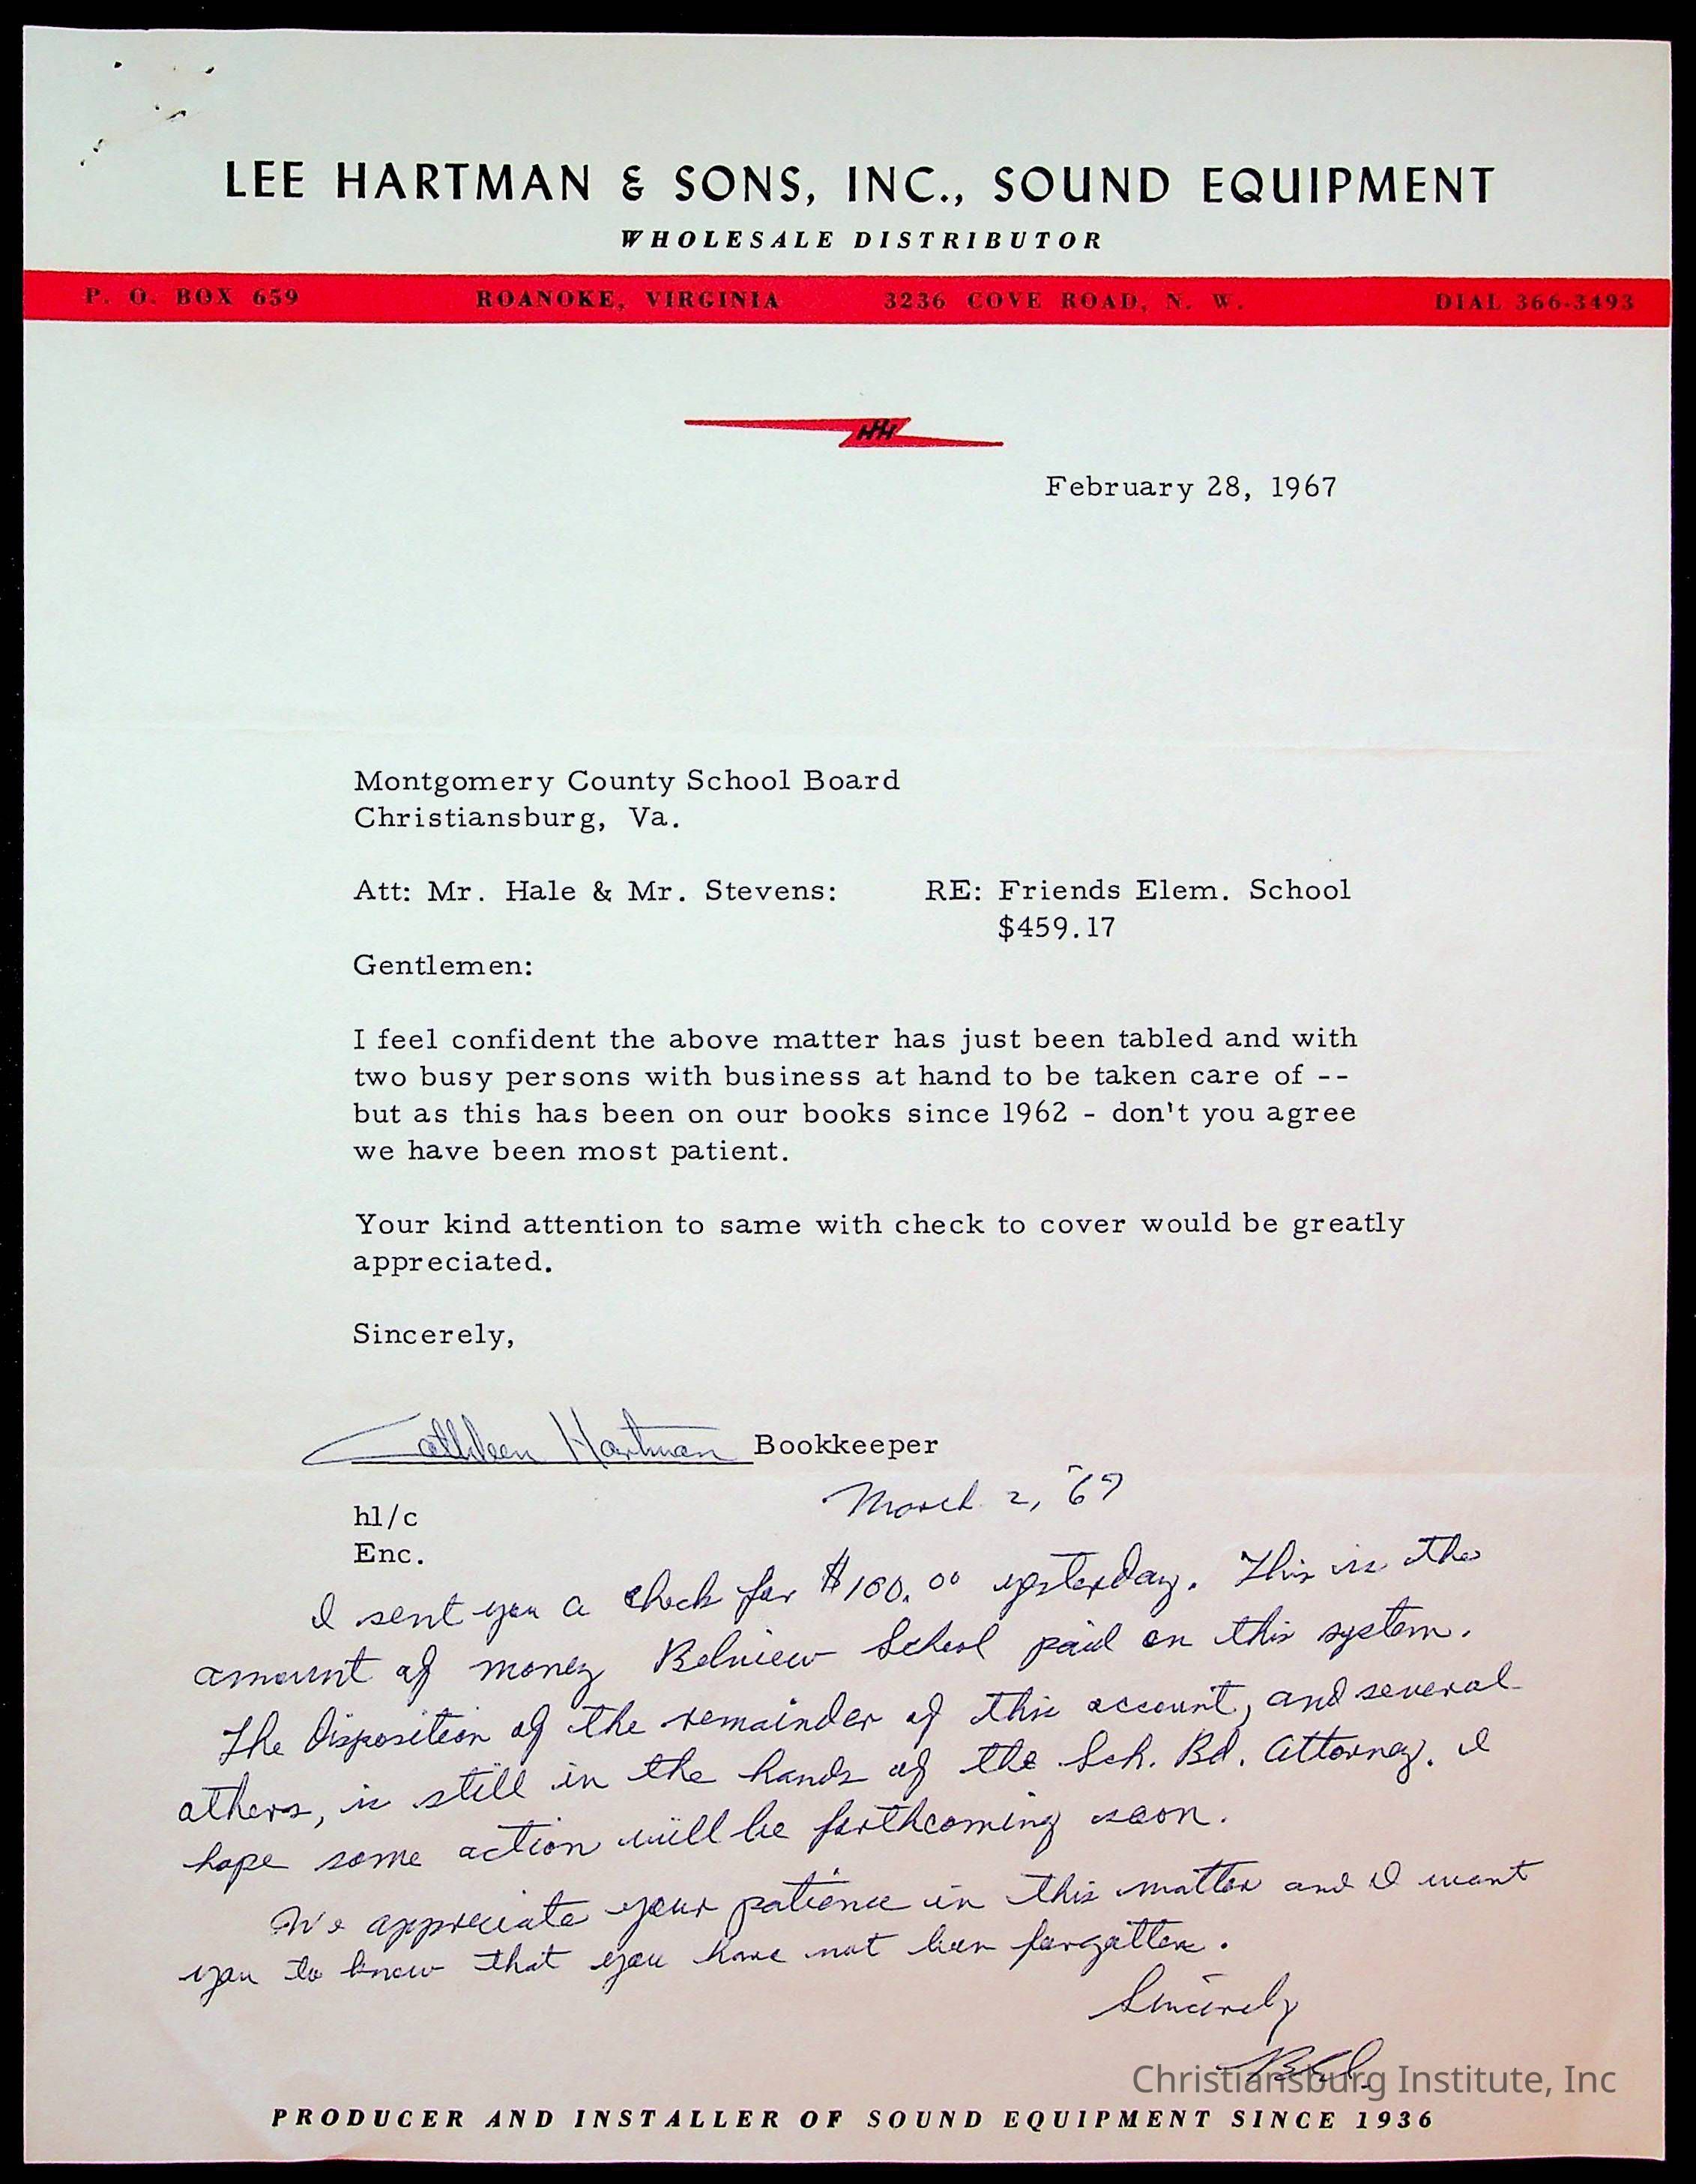 LEE HARTMAN & SONS, INC., SOUND EQUIPMENT
WHOLESALE DISTRIBUTOR
P. O. BOX 659 ROANOKE, VIRGINIA 3236 COVE ROAD, N. W. DIAL 366-3493
HH
February 28, 1967
Montgomery County School Board
Christiansburg, Va.
Att: Mr. Hale & Mr. Stevens: RE: Friends Elem. School
$459.17
Gentlemen:
I feel confident the above matter has just been tabled and with
two busy persons with business at hand to be taken care of --
but as this has been on our books since 1962 - don't you agree
we have been most patient.
Your kind attention to same with check to cover would be greatly
appreciated.
Sincerely,
Cathleen Hartman Bookkeeper
March 2, '67
hl/c
Enc.
I sent you a check for $100.00 yesterday. This is the
amount of money Belview School paid on this system.
The disposition of the remainder of this account, and several
others, is still in the hands of the Sch. Bd. Attorney. I
hope some action will be forthcoming soon.
We appreciate your patience in this matter and I want
you to know that you have not been forgotten.
Sincerely
Christiansburg Institute, Inc
PRODUCER AND INSTALLER OF SOUND EQUIPMENT SINCE 1936